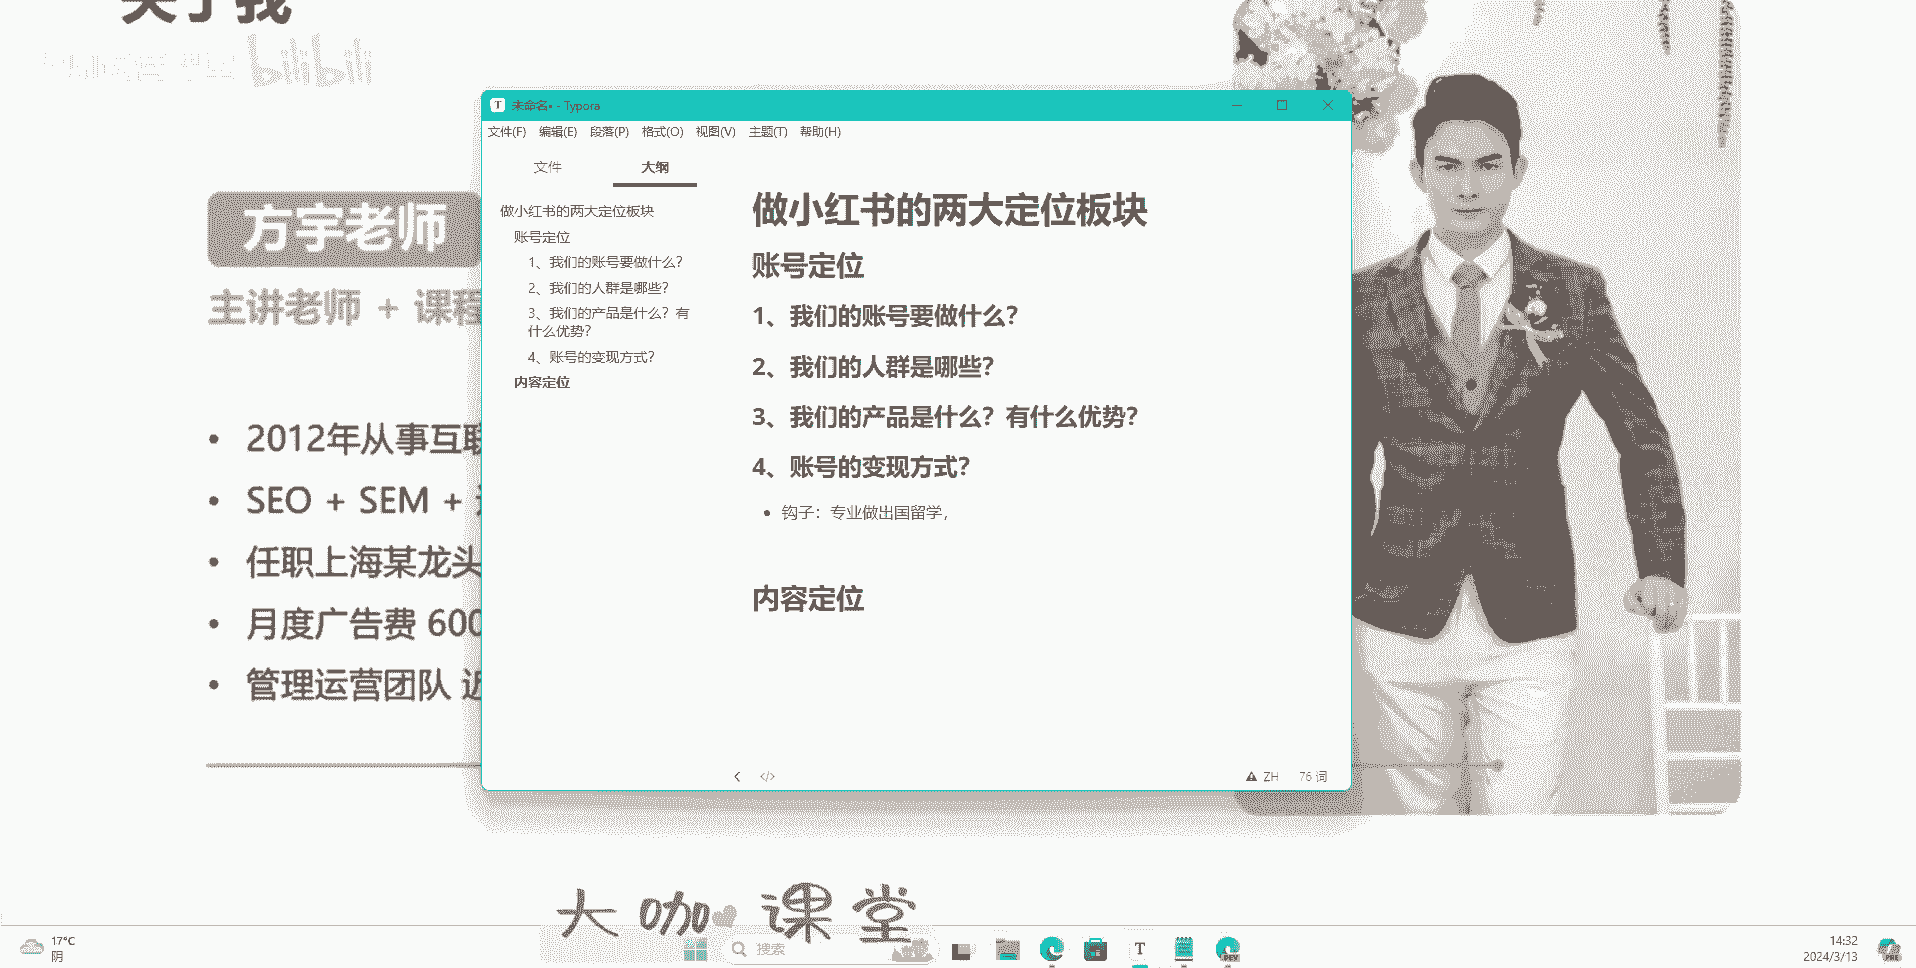 关于我
bilibili
方宇老师
主讲老师 + 课程
2012年从事互联
SEO + SEM +
任职上海某龙头
月度广告费 600
管理运营团队 近
未命名• - Typora
文件(F) 编辑(E) 段落(P) 格式(O) 视图(V) 主题(T) 帮助(H)
文件 大纲
做小红书的两大定位板块
账号定位
1、我们的账号要做什么？
2、我们的人群是哪些？
3、我们的产品是什么？有
什么优势？
4、账号的变现方式？
内容定位
做小红书的两大定位板块
账号定位
1、我们的账号要做什么？
2、我们的人群是哪些？
3、我们的产品是什么？有什么优势？
4、账号的变现方式？
钩子：专业做出国留学，
内容定位
ZH 76 词
大咖课堂
17°C
阴
搜索
14:32
2024/3/13